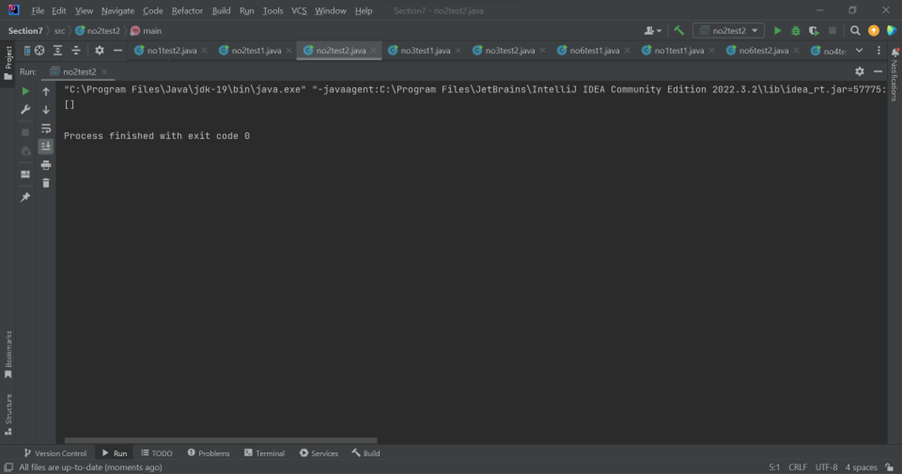 File Edit View Navigate Code Refactor Build Run Tools VCS Window Help Section7 - no2test2.java
Section7 src no2test2 main no2test2
no1test2.java no2test1.java no2test2.java no3test1.java no3test2.java no6test1.java no1test1.java no6test2.java no4te
Project
Notifications
Run: no2test2
"C:\Program Files\Java\jdk-19\bin\java.exe" "-javaagent:C:\Program Files\JetBrains\IntelliJ IDEA Community Edition 2022.3.2\lib\idea_rt.jar=57775:
[]
Process finished with exit code 0
Bookmarks
Structure
Version Control Run TODO Problems Terminal Services Build
All files are up-to-date (moments ago) 5:1 CRLF UTF-8 4 spaces